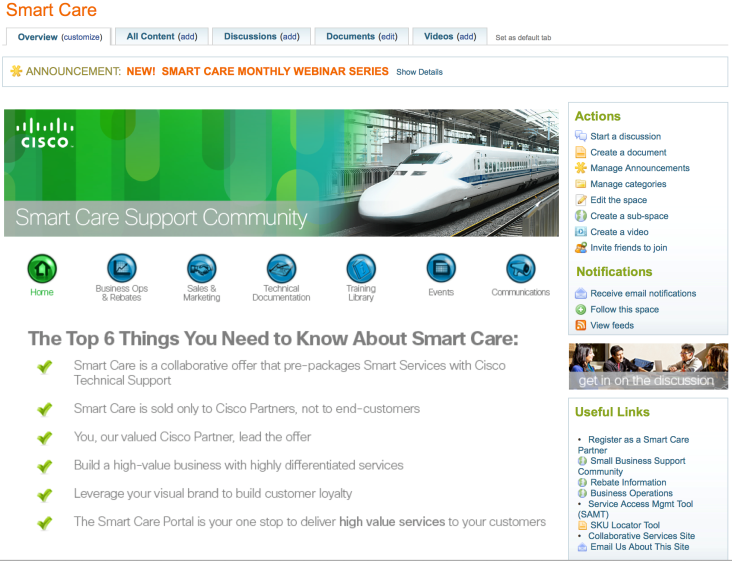 Smart Care
Overview (customize)
All Content (add)
Discussions (add)
Documents (edit)
Videos (add)
Set as default tab
ANNOUNCEMENT: NEW! SMART CARE MONTHLY WEBINAR SERIES Show Details
CISCO
Smart Care Support Community
Home
Business Ops
& Rebates
Sales &
Marketing
Technical
Documentation
Training
Library
Events
Communications
The Top 6 Things You Need to Know About Smart Care:
Smart Care is a collaborative offer that pre-packages Smart Services with Cisco
Technical Support
Smart Care is sold only to Cisco Partners, not to end-customers
You, our valued Cisco Partner, lead the offer
Build a high-value business with highly differentiated services
Leverage your visual brand to build customer loyalty
The Smart Care Portal is your one stop to deliver high value services to your customers
Actions
Start a discussion
Create a document
Manage Announcements
Manage categories
Edit the space
Create a sub-space
Create a video
Invite friends to join
Notifications
Receive email notifications
Follow this space
View feeds
get in on the discussion
Useful Links
• Register as a Smart Care
Partner
Small Business Support
Community
Rebate Information
Business Operations
• Service Access Mgmt Tool
(SAMT)
SKU Locator Tool
• Collaborative Services Site
Email Us About This Site